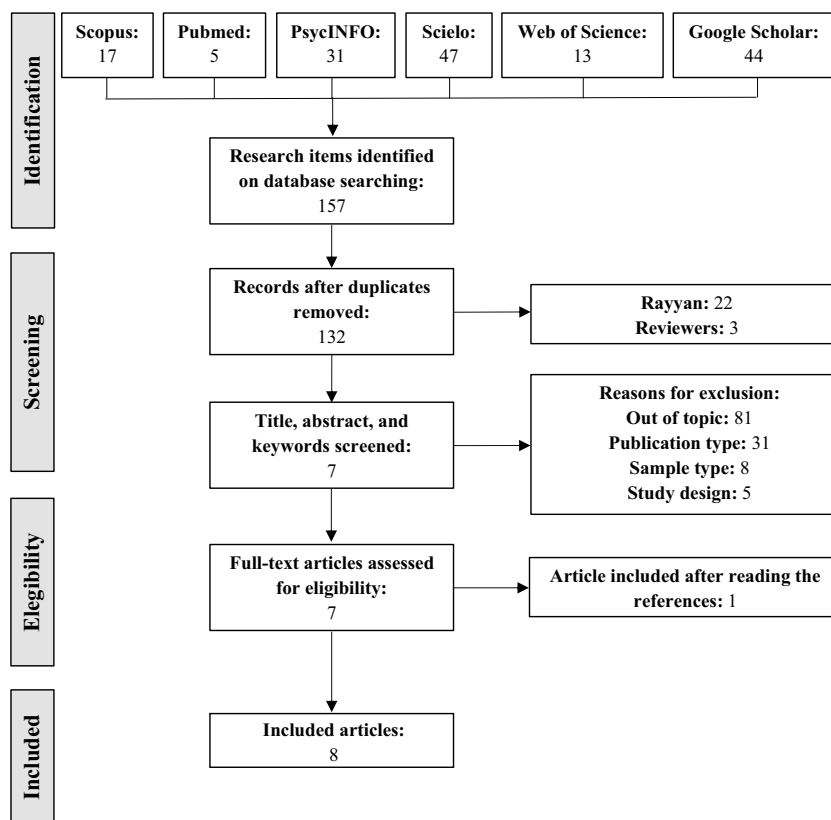 Identification
Scopus:
17
Pubmed:
5
PsycINFO:
31
Scielo:
47
Web of Science:
13
Google Scholar:
44
Research items identified
on database searching:
157
Screening
Records after duplicates
removed:
132
Rayyan: 22
Reviewers: 3
Title, abstract, and
keywords screened:
7
Reasons for exclusion:
Out of topic: 81
Publication type: 31
Sample type: 8
Study design: 5
Elegibility
Full-text articles assessed
for eligibility:
7
Article included after reading the
references: 1
Included
Included articles:
8